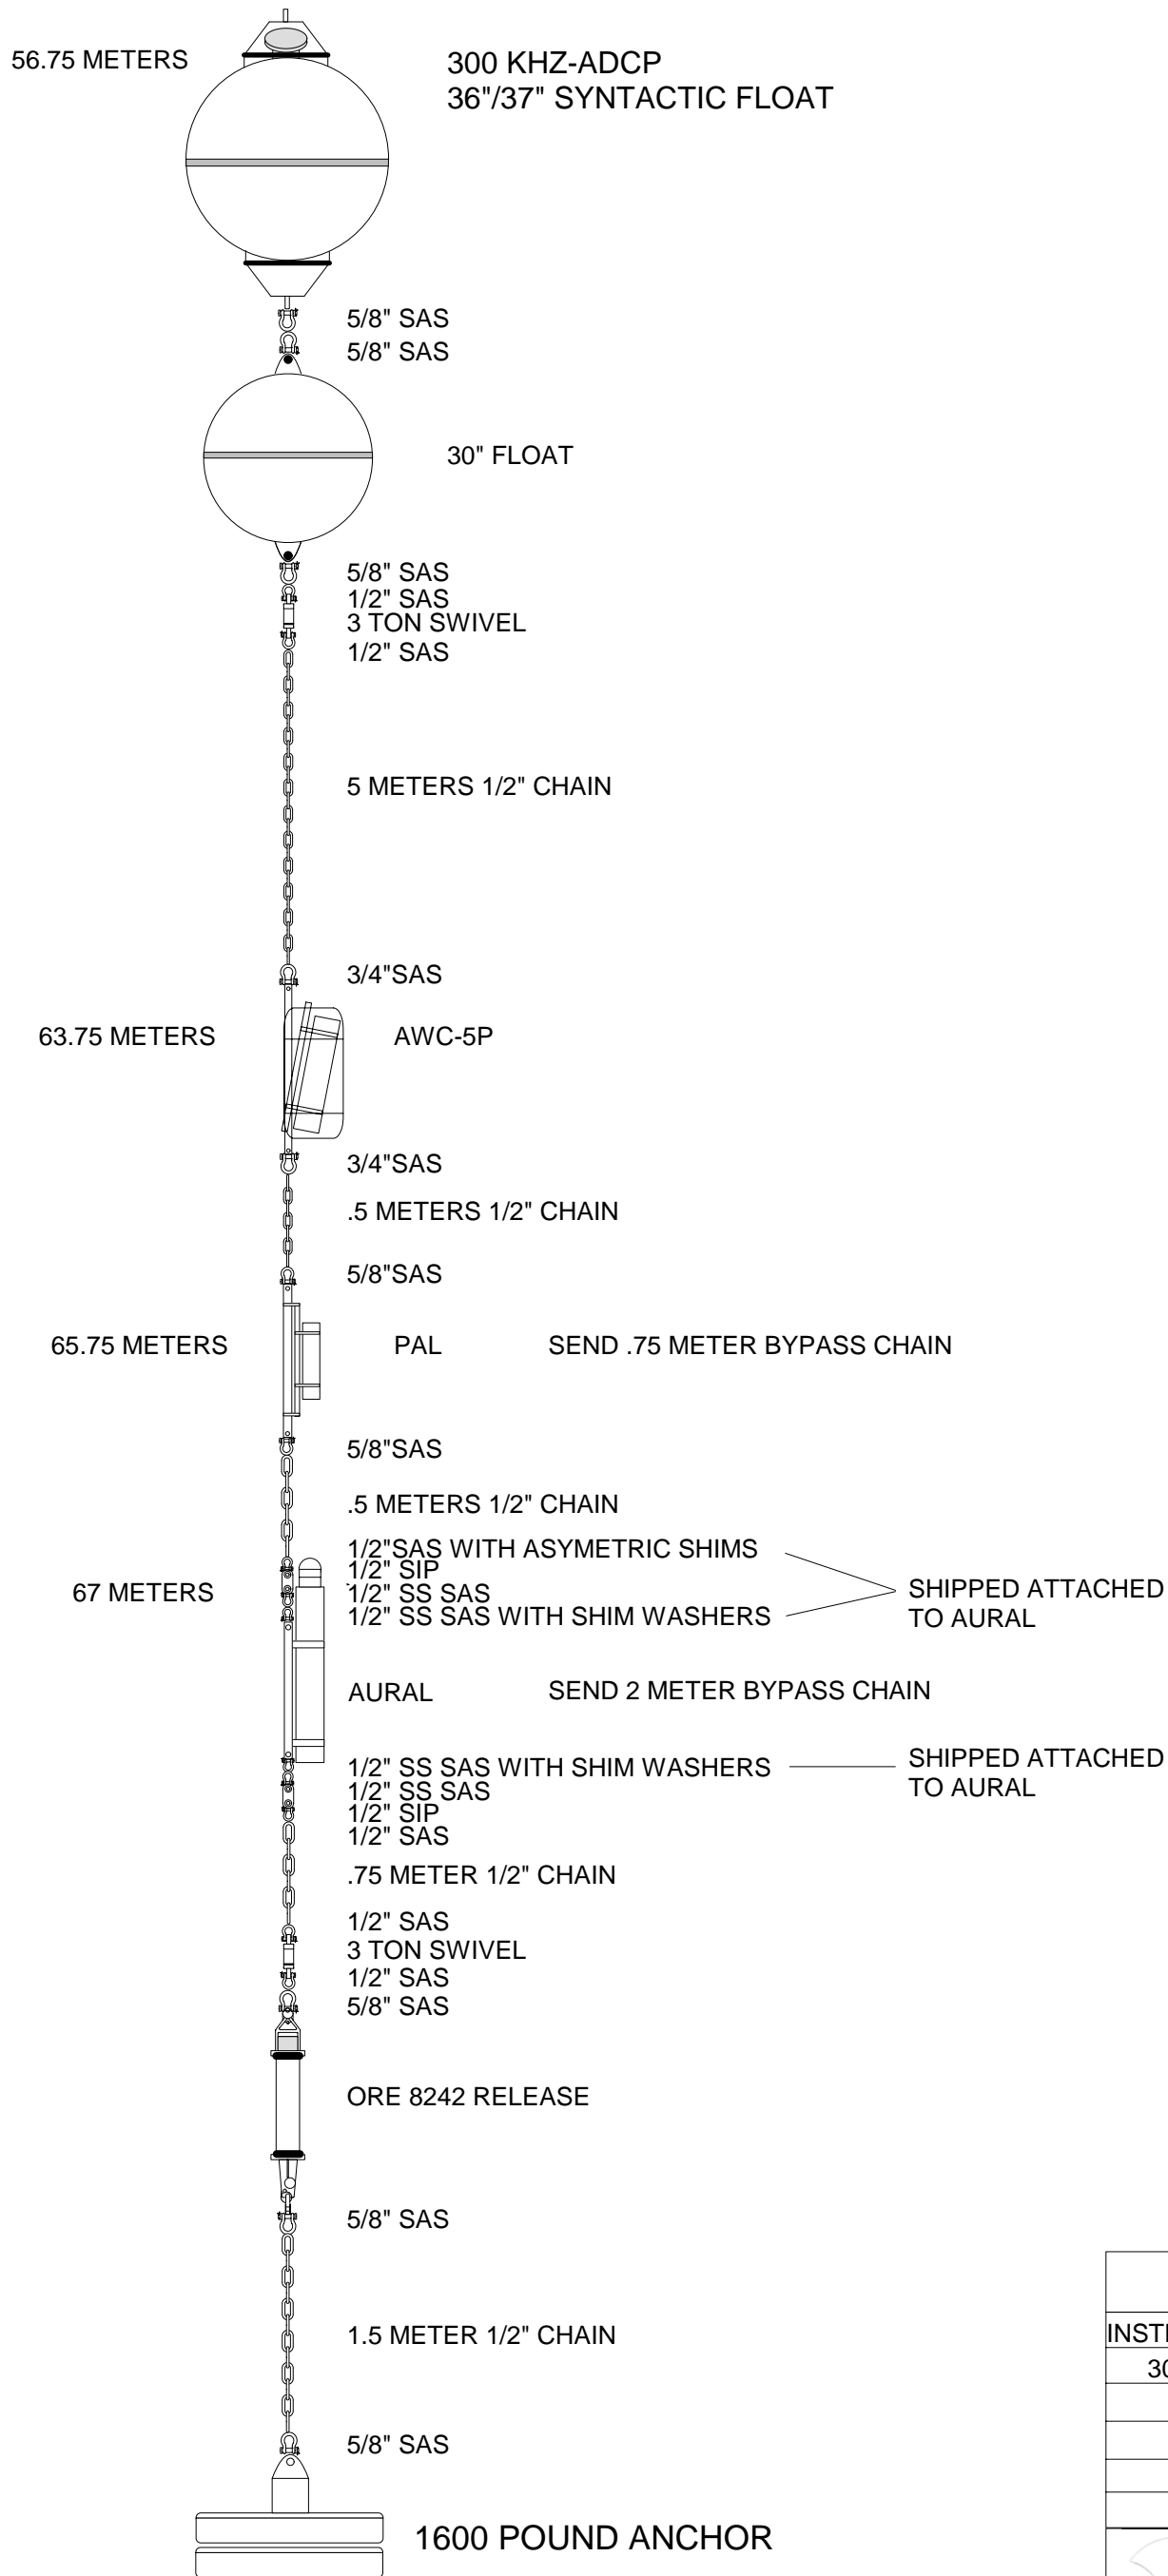 56.75 METERS
300 KHZ-ADCP
36"/37" SYNTACTIC FLOAT
5/8" SAS
5/8" SAS
30" FLOAT
5/8" SAS
1/2" SAS
3 TON SWIVEL
1/2" SAS
5 METERS 1/2" CHAIN
3/4"SAS
63.75 METERS
AWC-5P
3/4"SAS
.5 METERS 1/2" CHAIN
5/8"SAS
65.75 METERS
PAL
SEND .75 METER BYPASS CHAIN
5/8"SAS
.5 METERS 1/2" CHAIN
1/2"SAS WITH ASYMETRIC SHIMS
1/2" SIP
67 METERS
1/2" SS SAS
1/2" SS SAS WITH SHIM WASHERS
SHIPPED ATTACHED
TO AURAL
AURAL
SEND 2 METER BYPASS CHAIN
1/2" SS SAS WITH SHIM WASHERS
SHIPPED ATTACHED
TO AURAL
1/2" SS SAS
1/2" SIP
1/2" SAS
.75 METER 1/2" CHAIN
1/2" SAS
3 TON SWIVEL
1/2" SAS
5/8" SAS
ORE 8242 RELEASE
5/8" SAS
1.5 METER 1/2" CHAIN
5/8" SAS
1600 POUND ANCHOR